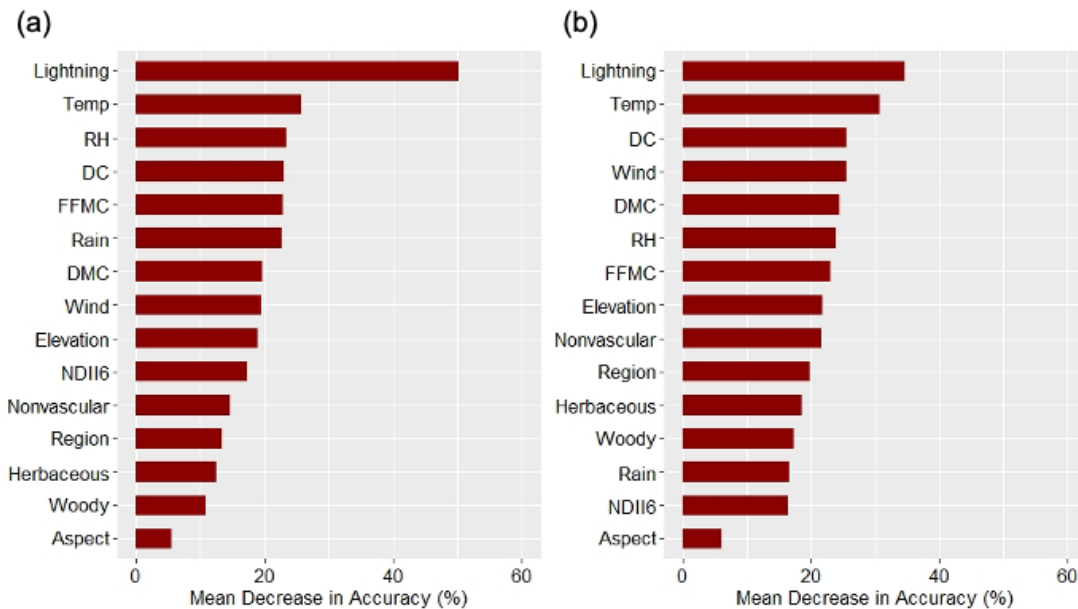 (a)
Lightning
Temp
RH
DC
FFMC
Rain
DMC
Wind
Elevation
NDII6
Nonvascular
Region
Herbaceous
Woody
Aspect
0 20 40 60
Mean Decrease in Accuracy (%)
(b)
Lightning
Temp
DC
Wind
DMC
RH
FFMC
Elevation
Nonvascular
Region
Herbaceous
Woody
Rain
NDII6
Aspect
0 20 40 60
Mean Decrease in Accuracy (%)